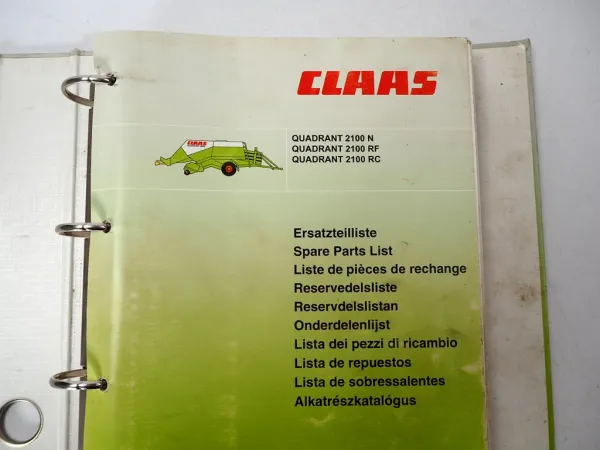 CLAAS
CLAAS
QUADRANT 2100 N
QUADRANT 2100 RF
QUADRANT 2100 RC
Ersatzteilliste
Spare Parts List
Liste de pièces de rechange
Reservedelsliste
Reservdelslistan
Onderdelenlijst
Lista dei pezzi di ricambio
Lista de repuestos
Lista de sobressalentes
Alkatrészkatalógus